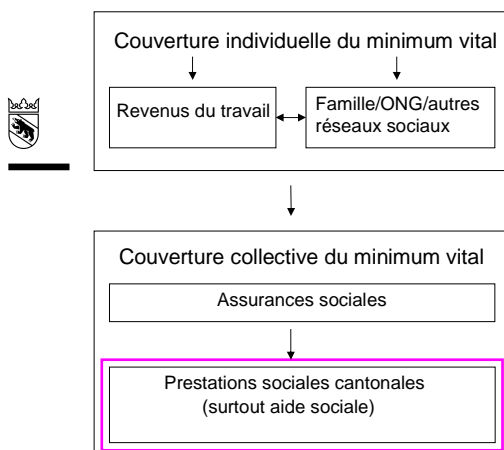 Couverture individuelle du minimum vital
Revenus du travail
Famille/ONG/autres
réseaux sociaux
Couverture collective du minimum vital
Assurances sociales
Prestations sociales cantonales
(surtout aide sociale)